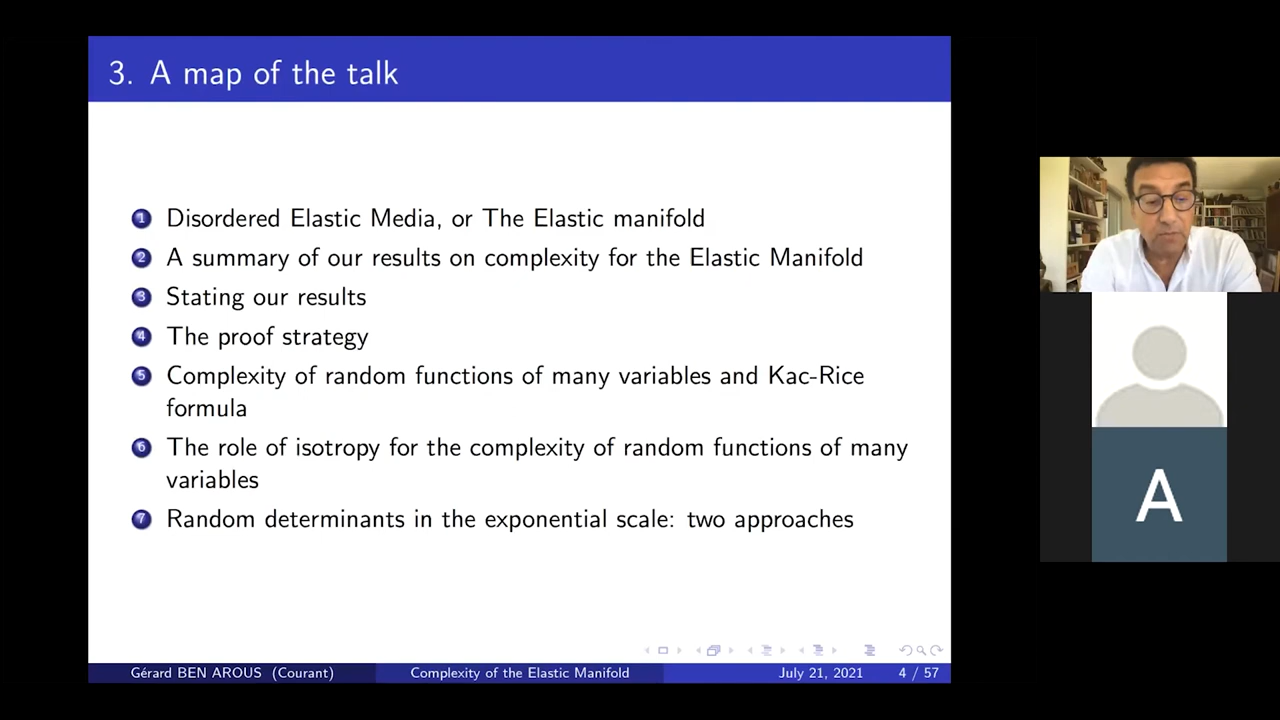 3. A map of the talk
1 Disordered Elastic Media, or The Elastic manifold
2 A summary of our results on complexity for the Elastic Manifold
3 Stating our results
4 The proof strategy
5 Complexity of random functions of many variables and Kac-Rice
formula
6 The role of isotropy for the complexity of random functions of many
variables
7 Random determinants in the exponential scale: two approaches
Gérard BEN AROUS (Courant) Complexity of the Elastic Manifold July 21, 2021 4 / 57
A